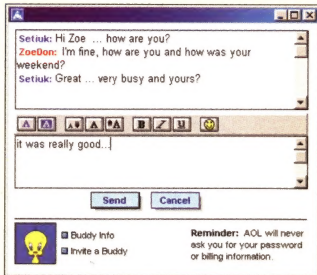 Setiuk: Hi Zoe ... how are you?
ZoeDon: I'm fine, how are you and how was your
weekend?
Setiuk: Great ... very busy and yours?
A A A A A B I U
it was really good...
Send Cancel
Buddy Info
Invite a Buddy
Reminder: AOL will never
ask you for your password
or billing information.